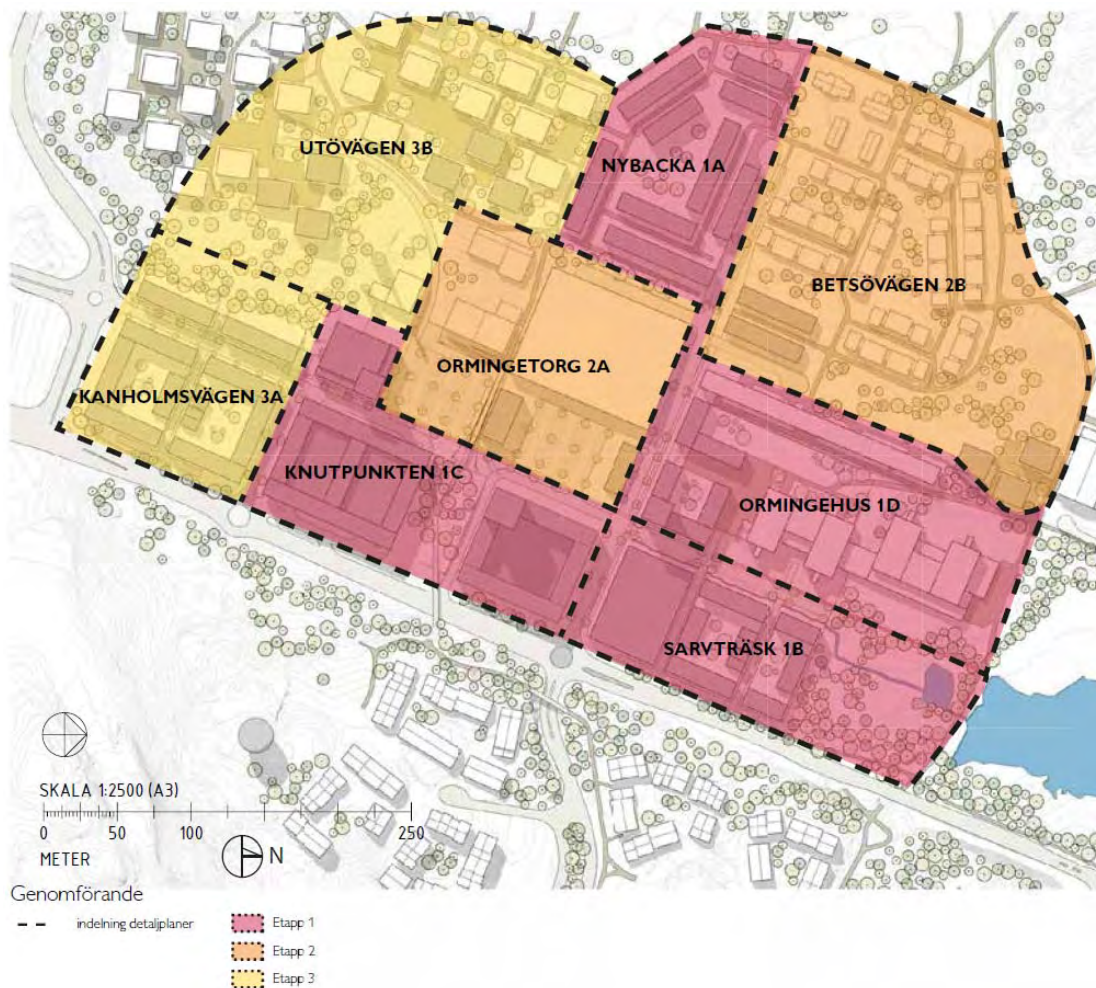 UTÖVÄGEN 3B
NYBACKA 1A
BETSÖVÄGEN 2B
ORMINGETORG 2A
KANHOLMSVÄGEN 3A
KNUTPUNKTEN 1C
ORMINGEHUS 1D
SARVTRÄSK 1B
SKALA 1:2500 (A3)
0 50 100 250
METER
N
Genomförande
indelning detaljplaner
Etapp 1
Etapp 2
Etapp 3